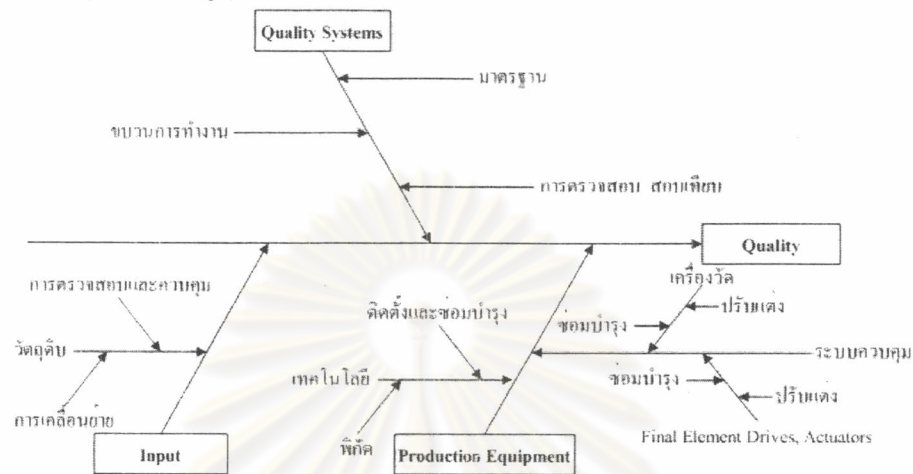 Quality Systems
มาตรฐาน
ขบวนการทำงาน
การตรวจสอบ สอบเทียบ
Quality
การตรวจสอบและควบคุม
เครื่องวัด
ติดตั้งและซ่อมบำรุง
ปรับแต่ง
ซ่อมบำรุง
วัตถุดิบ
ระบบควบคุม
เทคโนโลยี
ซ่อมบำรุง
ปรับแต่ง
การเคลื่อนย้าย
พิกัด
Final Element Drives, Actuators
Input
Production Equipment